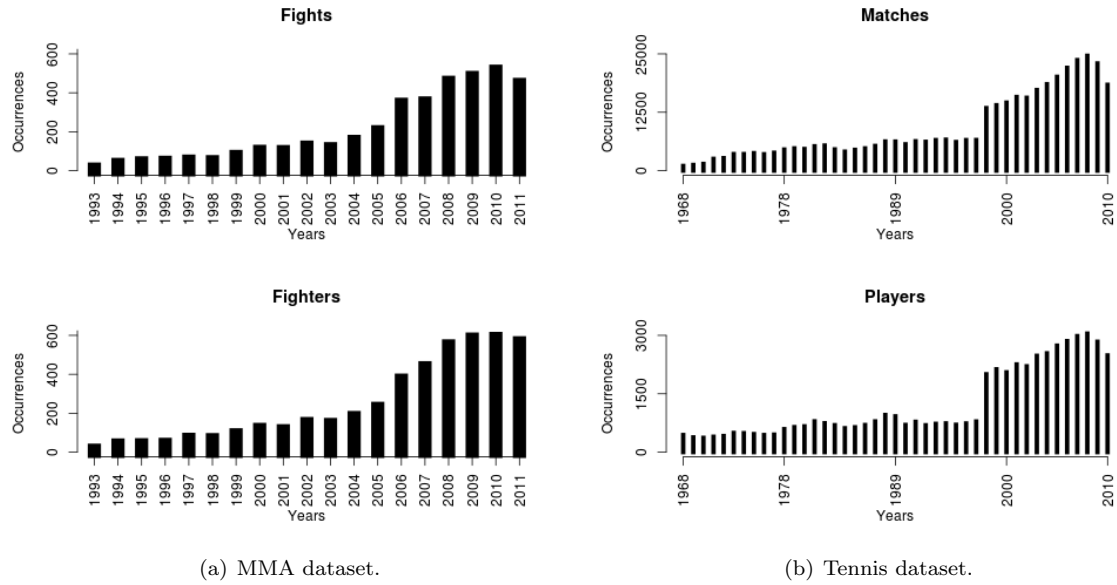 Fights
Occurrences
600
400
200
0
1993 1994 1995 1996 1997 1998 1999 2000 2001 2002 2003 2004 2005 2006 2007 2008 2009 2010 2011
Years
Matches
Occurrences
25000
12500
0
1968 1978 1989 2000 2010
Years
Fighters
Occurrences
600
400
200
0
1993 1994 1995 1996 1997 1998 1999 2000 2001 2002 2003 2004 2005 2006 2007 2008 2009 2010 2011
Years
Players
Occurrences
3000
1500
0
1968 1978 1989 2000 2010
Years
(a) MMA dataset.
(b) Tennis dataset.